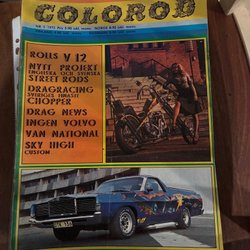 COLOROD
ROLLS V 12
NYTT PROJEKT
ENGELSKA OCH SVENSKA
STREET RODS
DRAGRACING
SVERIGES FINASTE
CHOPPER
DRAG NEWS
INGEN VOLVO
VAN NATIONAL
SKY HIGH
CUSTOM